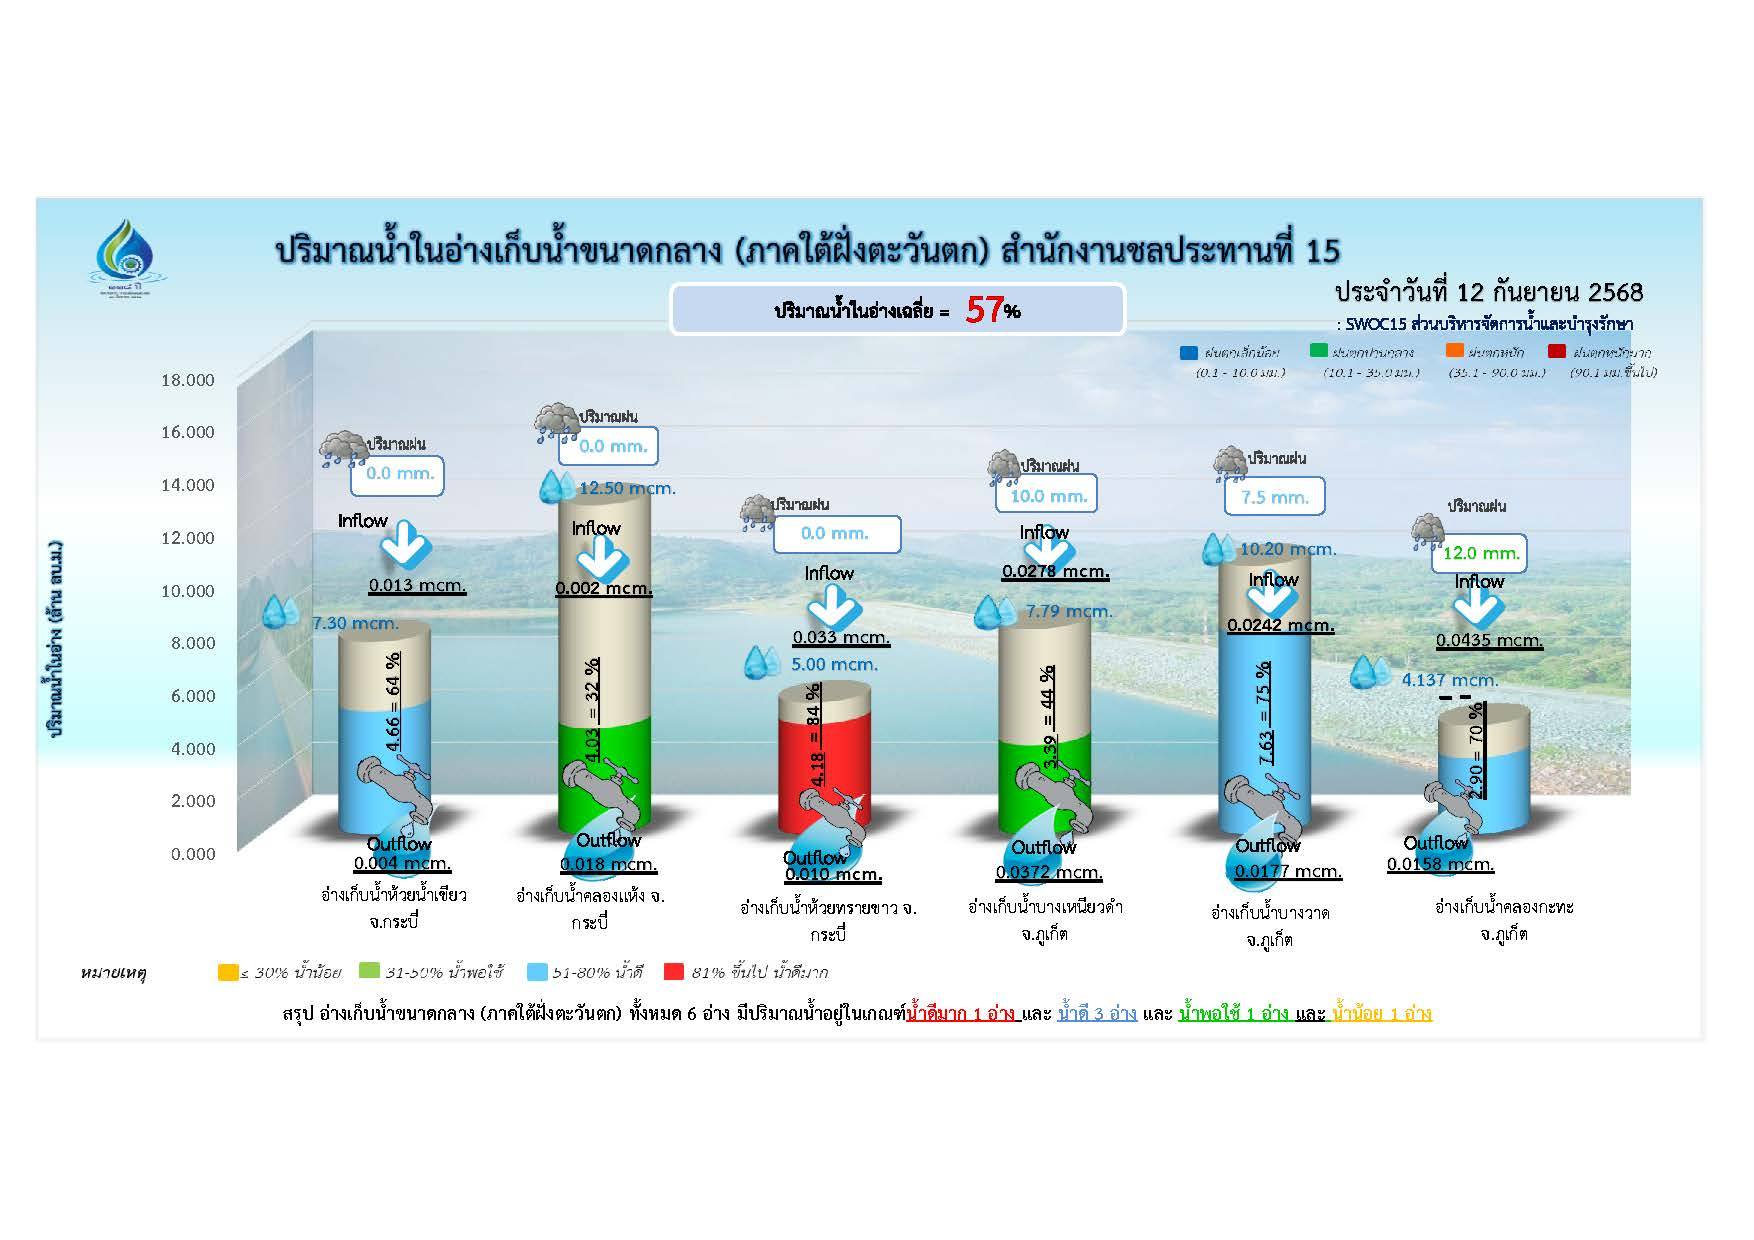 ปริมาณน้ำในอ่างเก็บน้ำขนาดกลาง (ภาคใต้ฝั่งตะวันตก) สำนักงานชลประทานที่ 15
ประจำวันที่ 12 กันยายน 2568
ปริมาณน้ำในอ่างเฉลี่ย = 57%
: SWOC15 ส่วนบริหารจัดการน้ำและบำรุงรักษา
ฝนตกเล็กน้อย
(0.1 - 10.0 มม.)
ฝนตกปานกลาง
(10.1 - 35.0 มม.)
ฝนตกหนัก
(35.1 - 90.0 มม.)
ฝนตกหนักมาก
(90.1 มม.ขึ้นไป)
ปริมาณน้ำในอ่าง (ล้าน ลบ.ม.)
18.000
16.000
14.000
12.000
10.000
8.000
6.000
4.000
2.000
0.000
ปริมาณฝน
0.0 mm.
Inflow
0.013 mcm.
7.30 mcm.
4.66 = 64 %
Outflow
0.004 mcm.
อ่างเก็บน้ำห้วยน้ำเขียว
จ.กระบี่
ปริมาณฝน
0.0 mm.
12.50 mcm.
Inflow
0.002 mcm.
4.03 = 32 %
Outflow
0.018 mcm.
อ่างเก็บน้ำคลองแห้ง จ.
กระบี่
ปริมาณฝน
0.0 mm.
Inflow
0.033 mcm.
5.00 mcm.
4.18 = 84 %
Outflow
0.010 mcm.
อ่างเก็บน้ำห้วยทรายขาว จ.
กระบี่
ปริมาณฝน
10.0 mm.
Inflow
0.0278 mcm.
7.79 mcm.
3.39 = 44 %
Outflow
0.0372 mcm.
อ่างเก็บน้ำบางเหนียวดำ
จ.ภูเก็ต
ปริมาณฝน
7.5 mm.
10.20 mcm.
Inflow
0.0242 mcm.
7.63 = 75 %
Outflow
0.0177 mcm.
อ่างเก็บน้ำบางวาด
จ.ภูเก็ต
ปริมาณฝน
12.0 mm.
Inflow
0.0435 mcm.
4.137 mcm.
2.90 = 70 %
Outflow
0.0158 mcm.
อ่างเก็บน้ำคลองกะทะ
จ.ภูเก็ต
หมายเหตุ
≤ 30% น้ำน้อย
31-50% น้ำพอใช้
51-80% น้ำดี
81% ขึ้นไป น้ำดีมาก
สรุป อ่างเก็บน้ำขนาดกลาง (ภาคใต้ฝั่งตะวันตก) ทั้งหมด 6 อ่าง มีปริมาณน้ำอยู่ในเกณฑ์น้ำดีมาก 1 อ่าง และ น้ำดี 3 อ่าง และ น้ำพอใช้ 1 อ่าง และ น้ำน้อย 1 อ่าง